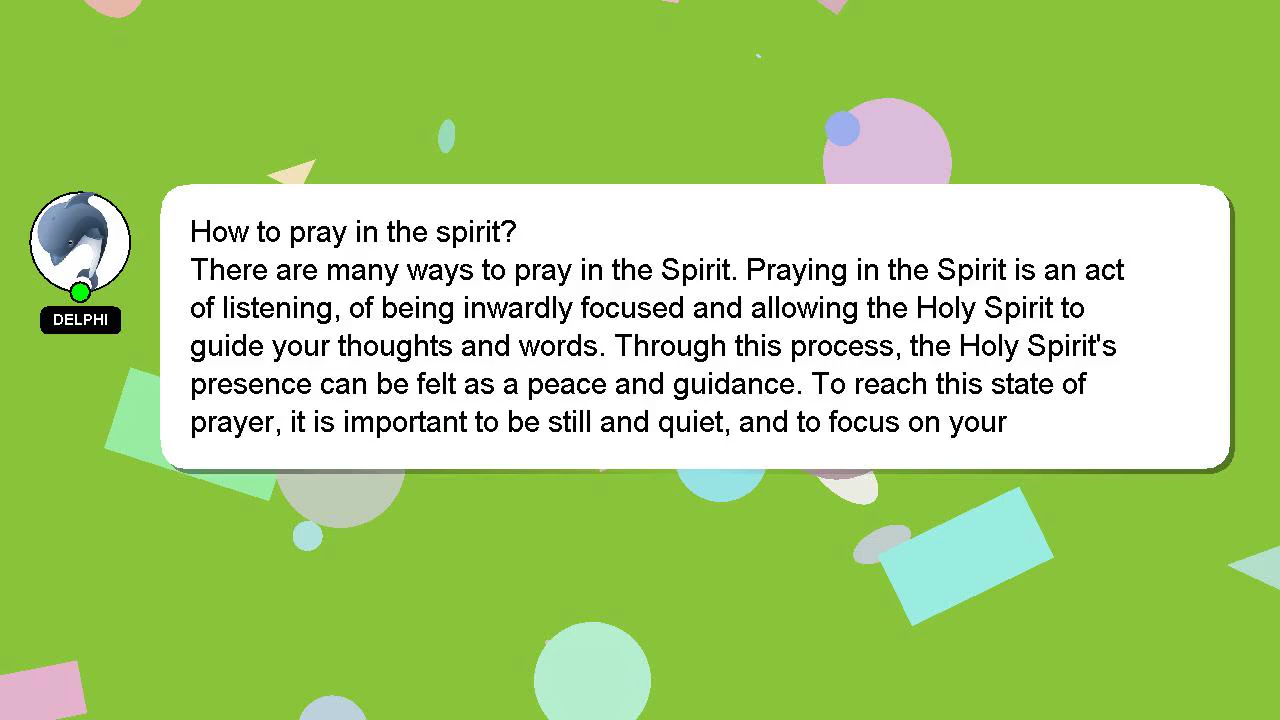 How to pray in the spirit?
There are many ways to pray in the Spirit. Praying in the Spirit is an act
of listening, of being inwardly focused and allowing the Holy Spirit to
guide your thoughts and words. Through this process, the Holy Spirit's
presence can be felt as a peace and guidance. To reach this state of
prayer, it is important to be still and quiet, and to focus on your
DELPHI